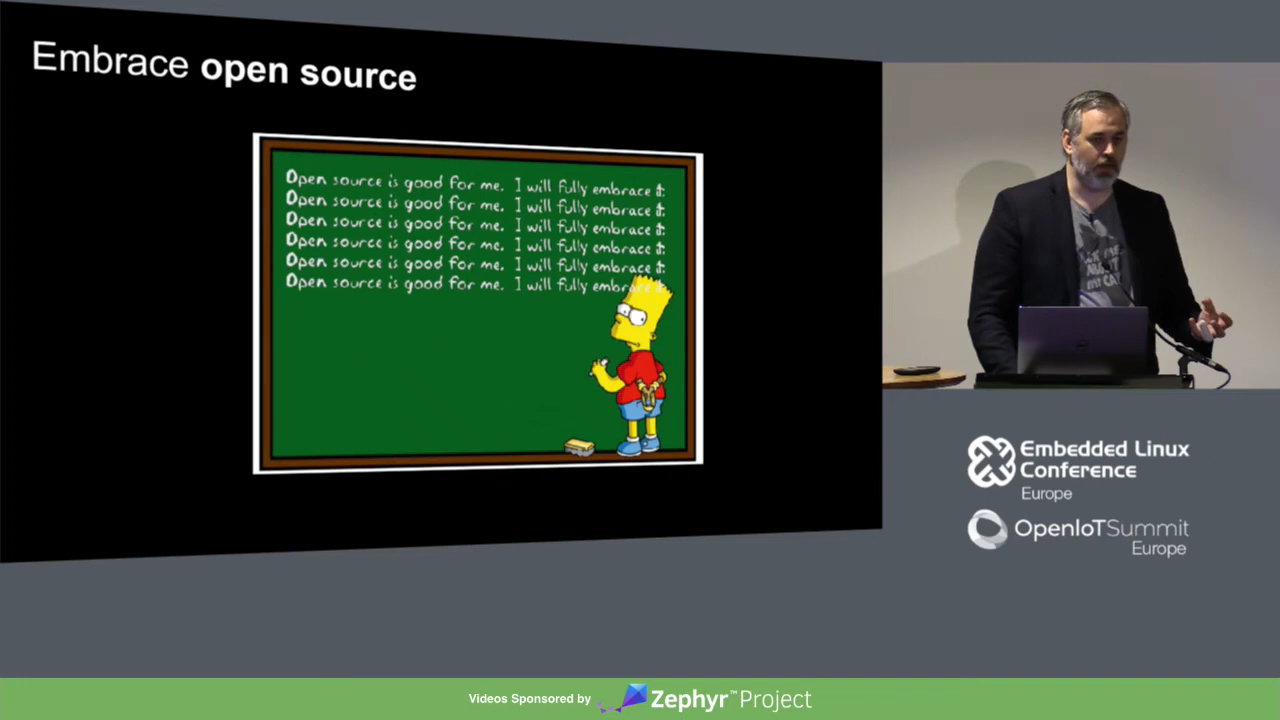 Embrace open source
Open source is good for me. I will fully embrace it.
Open source is good for me. I will fully embrace it.
Open source is good for me. I will fully embrace it.
Open source is good for me. I will fully embrace it.
Open source is good for me. I will fully embrace it.
Open source is good for me. I will fully embrace it.
Embedded Linux
Conference
Europe
OpenIoTSummit
Europe
Videos Sponsored by Zephyr™Project